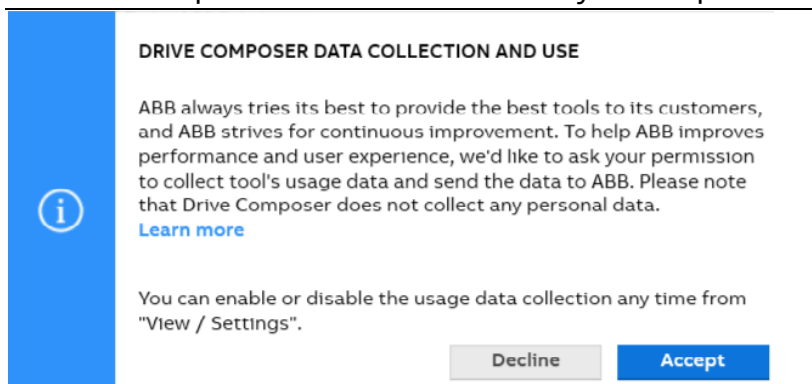 DRIVE COMPOSER DATA COLLECTION AND USE
ABB always tries its best to provide the best tools to its customers,
and ABB strives for continuous improvement. To help ABB improves
performance and user experience, we'd like to ask your permission
to collect tool's usage data and send the data to ABB. Please note
that Drive Composer does not collect any personal data.
Learn more
You can enable or disable the usage data collection any time from
"View / Settings".
Decline Accept